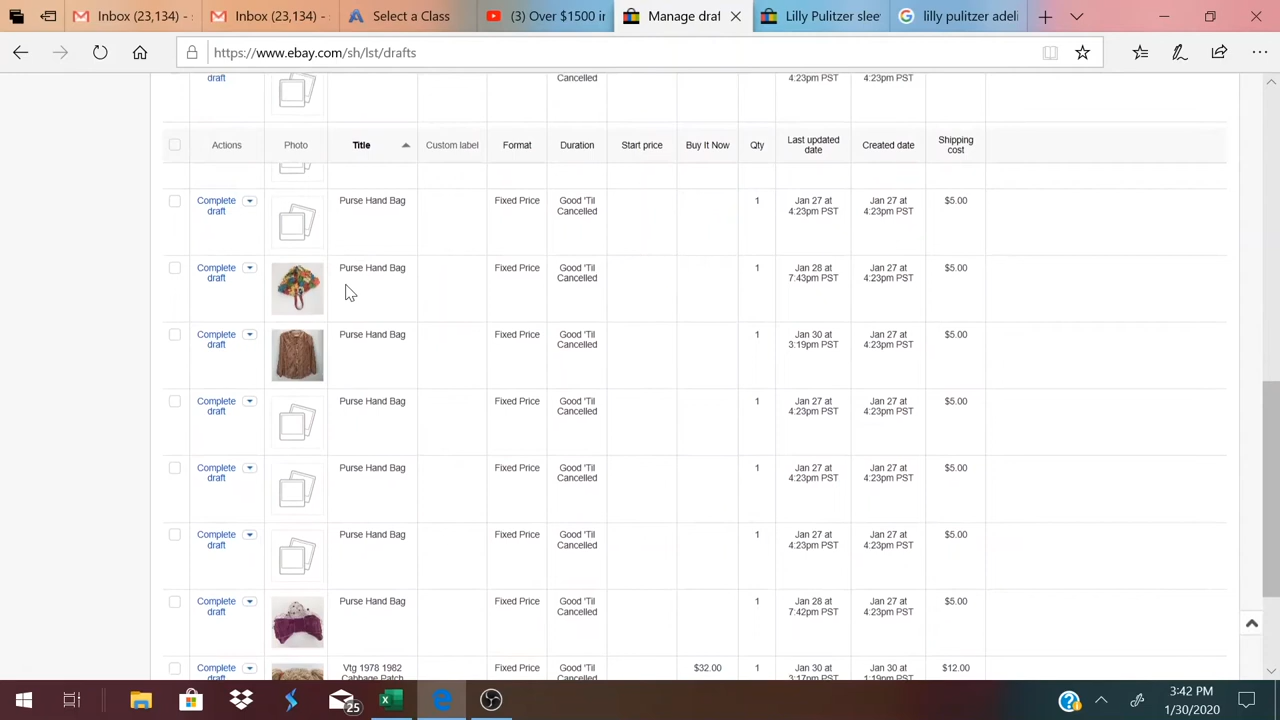 Inbox (23,134) -
Inbox (23,134) -
Select a Class
(3) Over $1500 in
Manage draf
Lilly Pulitzer slee
lilly pulitzer adeli
https://www.ebay.com/sh/lst/drafts
draft
Cancelled
4:23pm PST
4:23pm PST
Actions
Photo
Title
Custom label
Format
Duration
Start price
Buy It Now
Qty
Last updated date
Created date
Shipping cost
Complete draft
Purse Hand Bag
Fixed Price
Good 'Til Cancelled
1
Jan 27 at 4:23pm PST
Jan 27 at 4:23pm PST
$5.00
Complete draft
Purse Hand Bag
Fixed Price
Good 'Til Cancelled
1
Jan 28 at 7:43pm PST
Jan 27 at 4:23pm PST
$5.00
Complete draft
Purse Hand Bag
Fixed Price
Good 'Til Cancelled
1
Jan 30 at 3:19pm PST
Jan 27 at 4:23pm PST
$5.00
Complete draft
Purse Hand Bag
Fixed Price
Good 'Til Cancelled
1
Jan 27 at 4:23pm PST
Jan 27 at 4:23pm PST
$5.00
Complete draft
Purse Hand Bag
Fixed Price
Good 'Til Cancelled
1
Jan 27 at 4:23pm PST
Jan 27 at 4:23pm PST
$5.00
Complete draft
Purse Hand Bag
Fixed Price
Good 'Til Cancelled
1
Jan 27 at 4:23pm PST
Jan 27 at 4:23pm PST
$5.00
Complete draft
Purse Hand Bag
Fixed Price
Good 'Til Cancelled
1
Jan 28 at 7:42pm PST
Jan 27 at 4:23pm PST
$5.00
Complete draft
Vtg 1978 1982 Cabbage Patch
Fixed Price
Good 'Til Cancelled
$32.00
1
Jan 30 at 3:17pm PST
Jan 30 at 1:19pm PST
$12.00
25
3:42 PM
1/30/2020